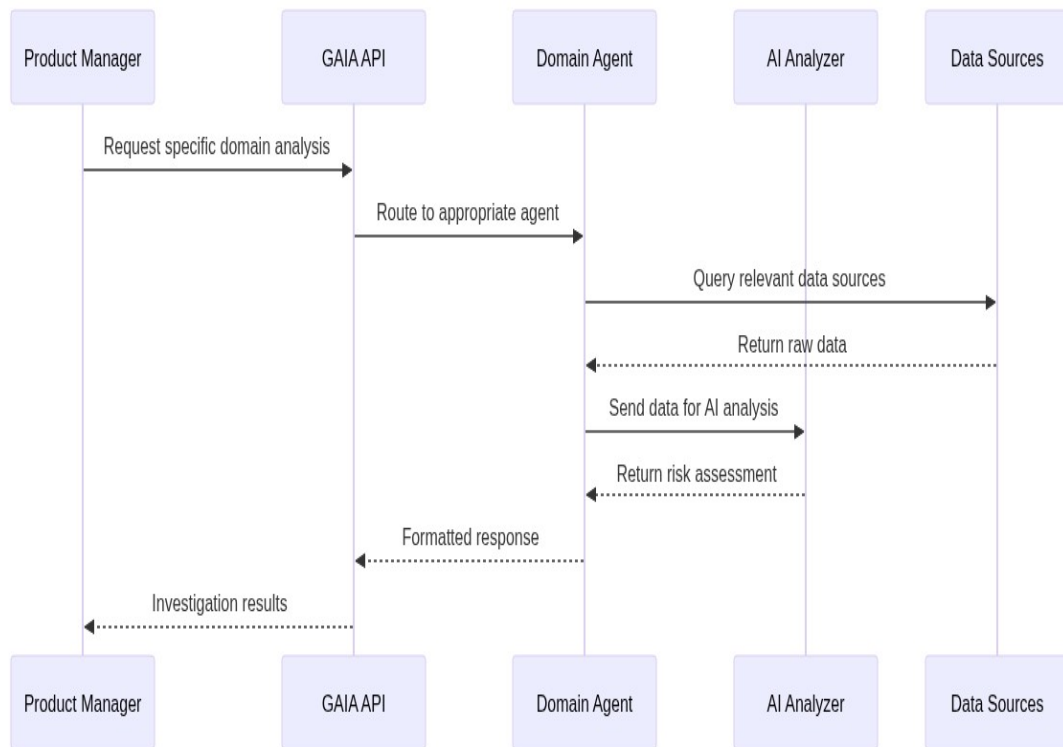 Product Manager
GAIA API
Domain Agent
AI Analyzer
Data Sources
Request specific domain analysis
Route to appropriate agent
Query relevant data sources
Return raw data
Send data for AI analysis
Return risk assessment
Formatted response
Investigation results
Product Manager
GAIA API
Domain Agent
AI Analyzer
Data Sources